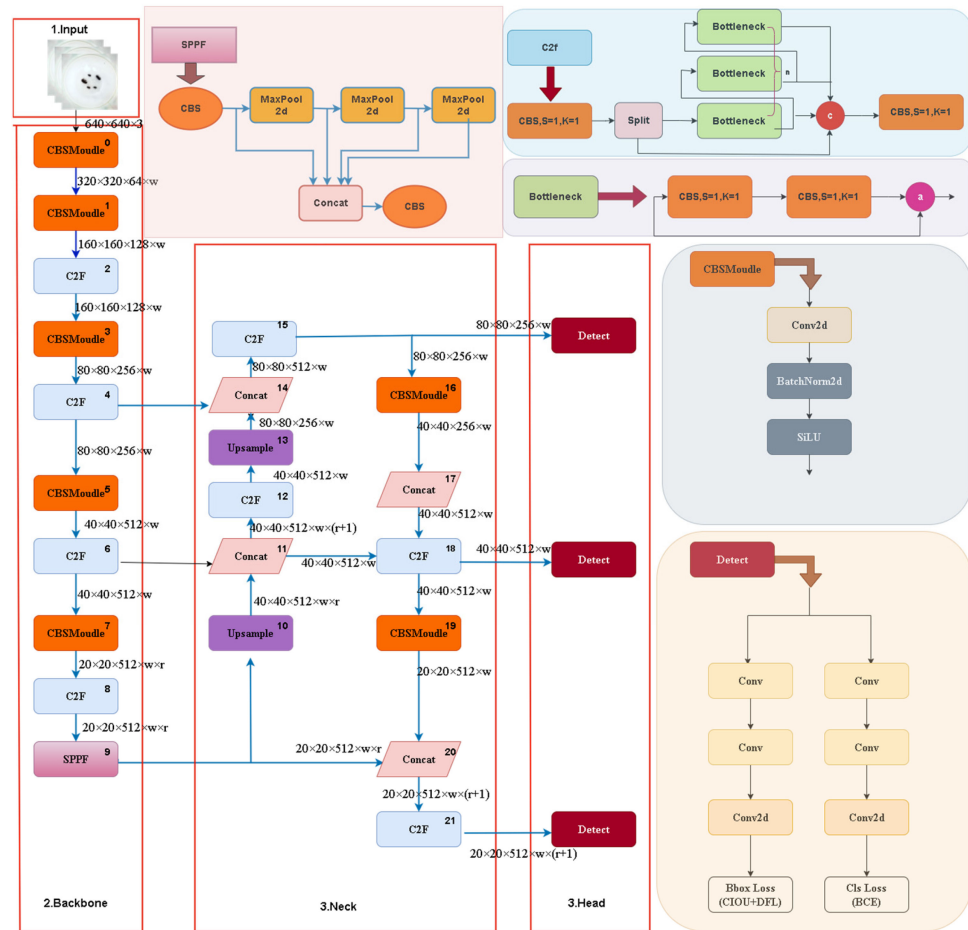 1.Input
640×640×3
CBSMoudle 0
320×320×64×w
CBSMoudle 1
160×160×128×w
C2F 2
160×160×128×w
CBSMoudle 3
80×80×256×w
C2F 4
80×80×256×w
CBSMoudle 5
40×40×512×w
C2F 6
40×40×512×w
CBSMoudle 7
20×20×512×w×r
C2F 8
20×20×512×w×r
SPPF 9
2.Backbone
SPPF
CBS
MaxPool
2d
MaxPool
2d
MaxPool
2d
Concat
CBS
C2f
CBS,S=1,K=1
Split
Bottleneck
Bottleneck
Bottleneck
n
c
CBS,S=1,K=1
Bottleneck
CBS,S=1,K=1
CBS,S=1,K=1
a
C2F 15
80×80×512×w
Concat 14
80×80×256×w
Upsample 13
40×40×512×w
C2F 12
40×40×512×w×(r+1)
Concat 11
40×40×512×w
40×40×512×w×r
Upsample 10
80×80×256×w
80×80×256×w
CBSMoudle 16
40×40×256×w
Concat 17
40×40×512×w
C2F 18
40×40×512×w
40×40×512×w
CBSMoudle 19
20×20×512×w
20×20×512×w×r
Concat 20
20×20×512×w×(r+1)
C2F 21
20×20×512×w×(r+1)
3.Neck
Detect
Detect
Detect
3.Head
CBSMoudle
Conv2d
BatchNorm2d
SiLU
Detect
Conv
Conv
Conv
Conv
Conv2d
Conv2d
Bbox Loss
(CIOU+DFL)
Cls Loss
(BCE)